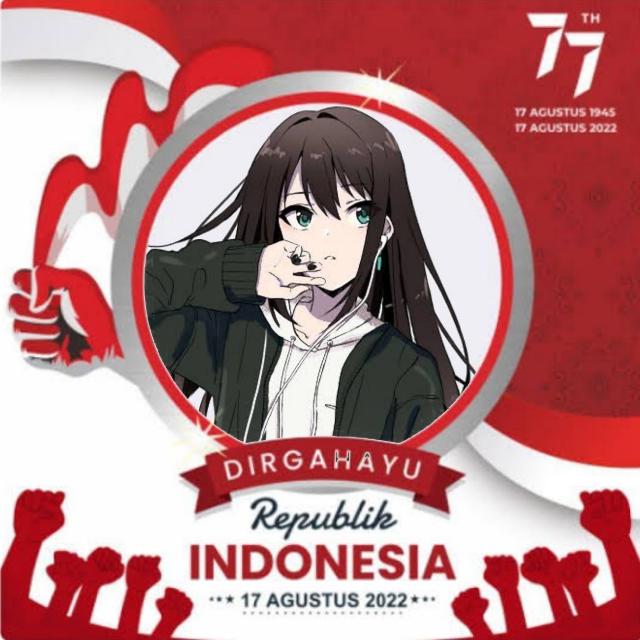 77 TH
17 AGUSTUS 1945
17 AGUSTUS 2022
DIRGAHAYU
Republik
INDONESIA
17 AGUSTUS 2022